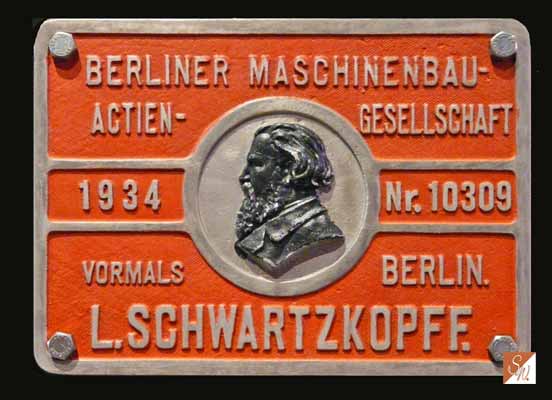 BERLINER MASCHINENBAU-
ACTIEN- GESELLSCHAFT
1934 Nr. 10309
VORMALS BERLIN.
L. SCHWARTZKOPFF.